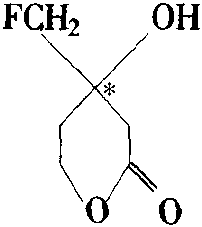 FCH₂ OH
*
O O